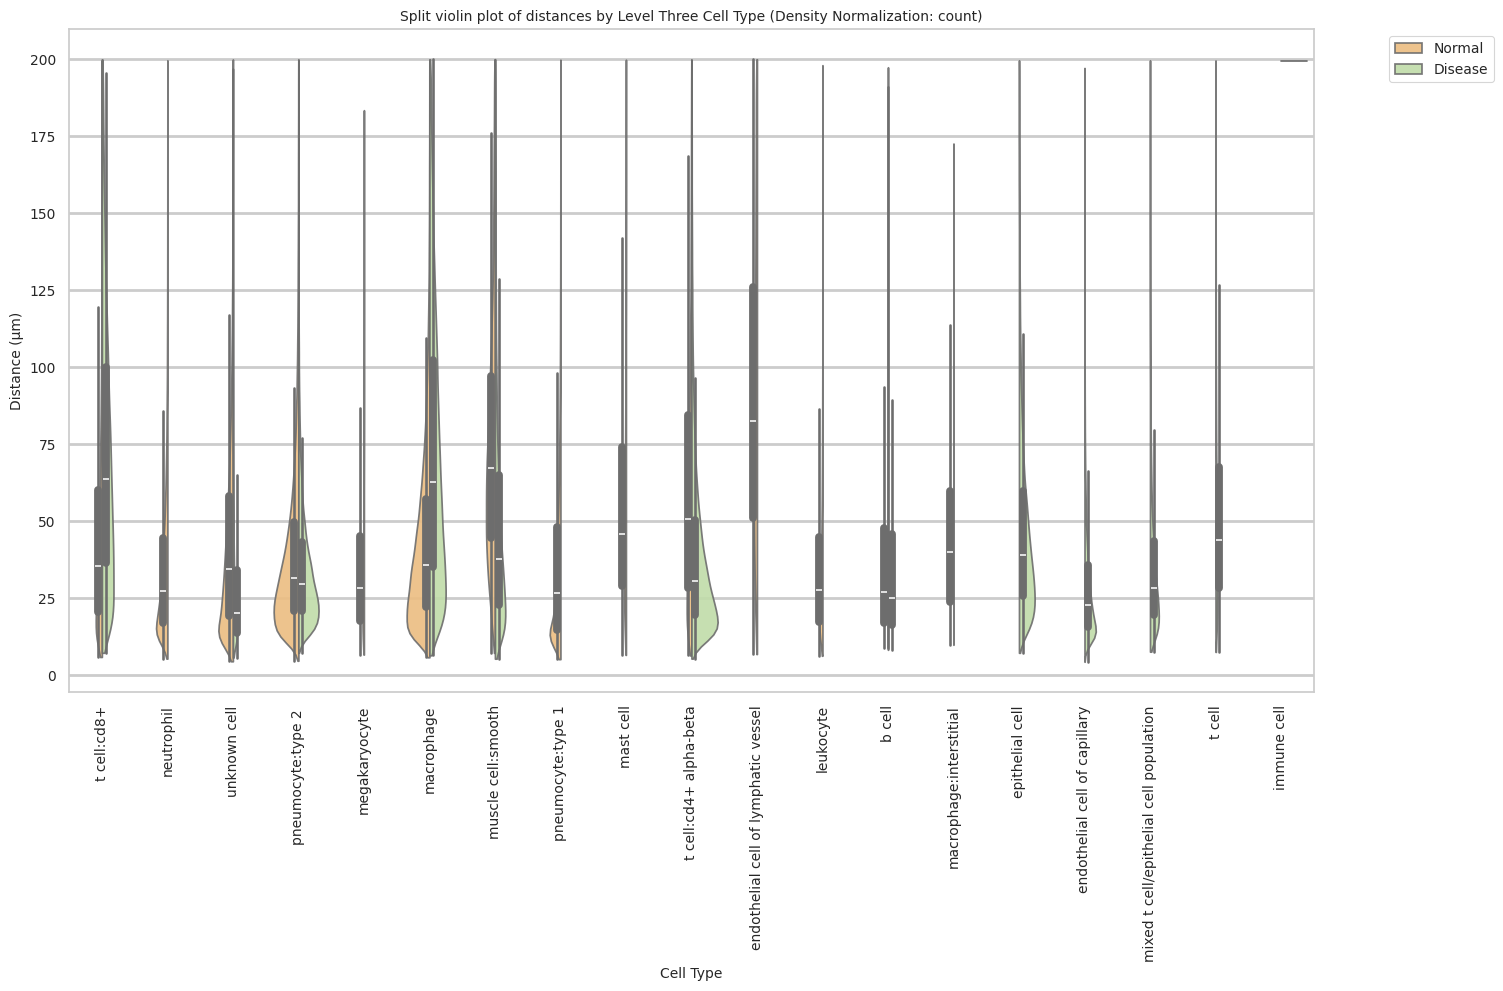 Split violin plot of distances by Level Three Cell Type (Density Normalization: count)
Normal
Disease
Distance (µm)
200
175
150
125
100
75
50
25
0
t cell:cd8+
neutrophil
unknown cell
pneumocyte:type 2
megakaryocyte
macrophage
muscle cell:smooth
pneumocyte:type 1
mast cell
t cell:cd4+ alpha-beta
endothelial cell of lymphatic vessel
leukocyte
b cell
macrophage:interstitial
epithelial cell
endothelial cell of capillary
mixed t cell/epithelial cell population
t cell
immune cell
Cell Type